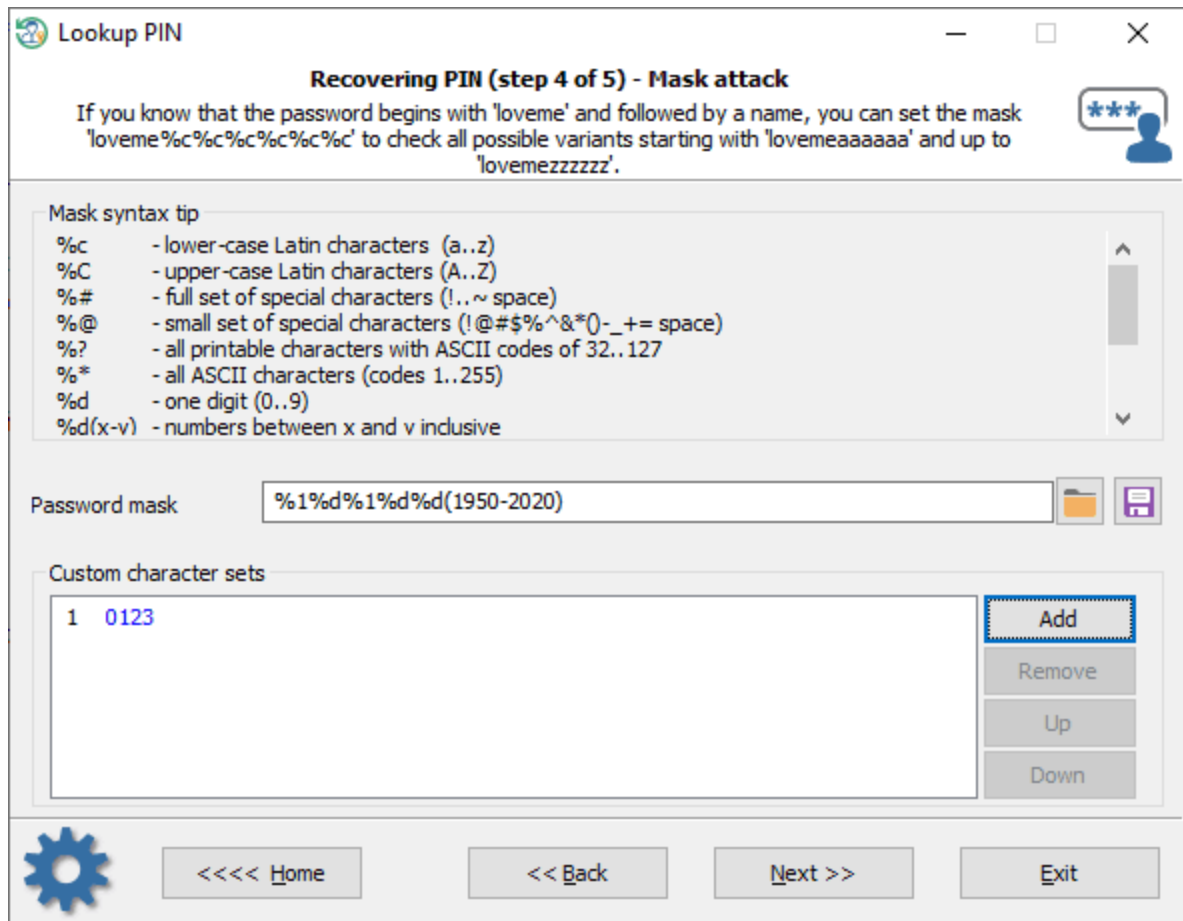 Lookup PIN
Recovering PIN (step 4 of 5) - Mask attack
If you know that the password begins with 'loveme' and followed by a name, you can set the mask
'loveme%c%c%c%c%c%c' to check all possible variants starting with 'lovemeaaaaaa' and up to
'lovemezzzzzz'.
***
Mask syntax tip
%c - lower-case Latin characters (a..z)
%C - upper-case Latin characters (A..Z)
%# - full set of special characters (!..~ space)
%@ - small set of special characters (!@#$%^&*()-_+= space)
%? - all printable characters with ASCII codes of 32..127
%* - all ASCII characters (codes 1..255)
%d - one digit (0..9)
%d(x-y) - numbers between x and y inclusive
Password mask %1%d%1%d%d(1950-2020)
Custom character sets
1 0123
Add
Remove
Up
Down
<<<< Home << Back Next >> Exit